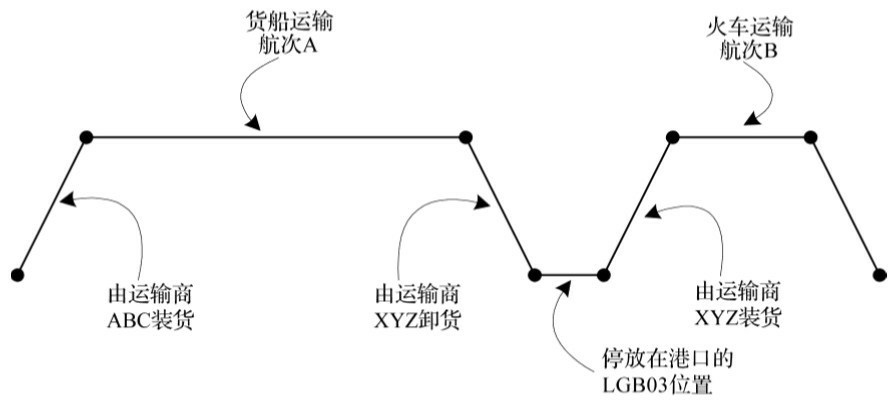 货船运输
航次A
火车运输
航次B
由运输商
ABC装货
由运输商
XYZ卸货
由运输商
XYZ装货
停放在港口的
LGB03位置